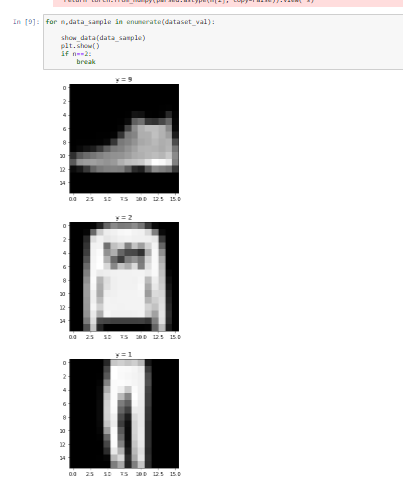 return torch.from_numpy(parsed.astype(m[2], copy=False)).view(*s)
In [9]: for n,data_sample in enumerate(dataset_val):
show_data(data_sample)
plt.show()
if n==2:
break
y = 9
0
2
4
6
8
10
12
14
0.0 2.5 5.0 7.5 10.0 12.5 15.0
y = 2
0
2
4
6
8
10
12
14
0.0 2.5 5.0 7.5 10.0 12.5 15.0
y = 1
0
2
4
6
8
10
12
14
0.0 2.5 5.0 7.5 10.0 12.5 15.0